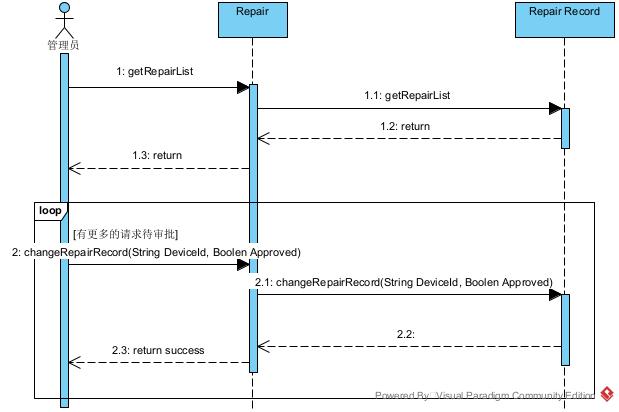 Repair
Repair Record
管理员
1: getRepairList
1.1: getRepairList
1.2: return
1.3: return
loop
[有更多的请求待审批]
2: changeRepairRecord(String DeviceId, Boolen Approved)
2.1: changeRepairRecord(String DeviceId, Boolen Approved)
2.2:
2.3: return success
Powered By Visual Paradigm Community Edition